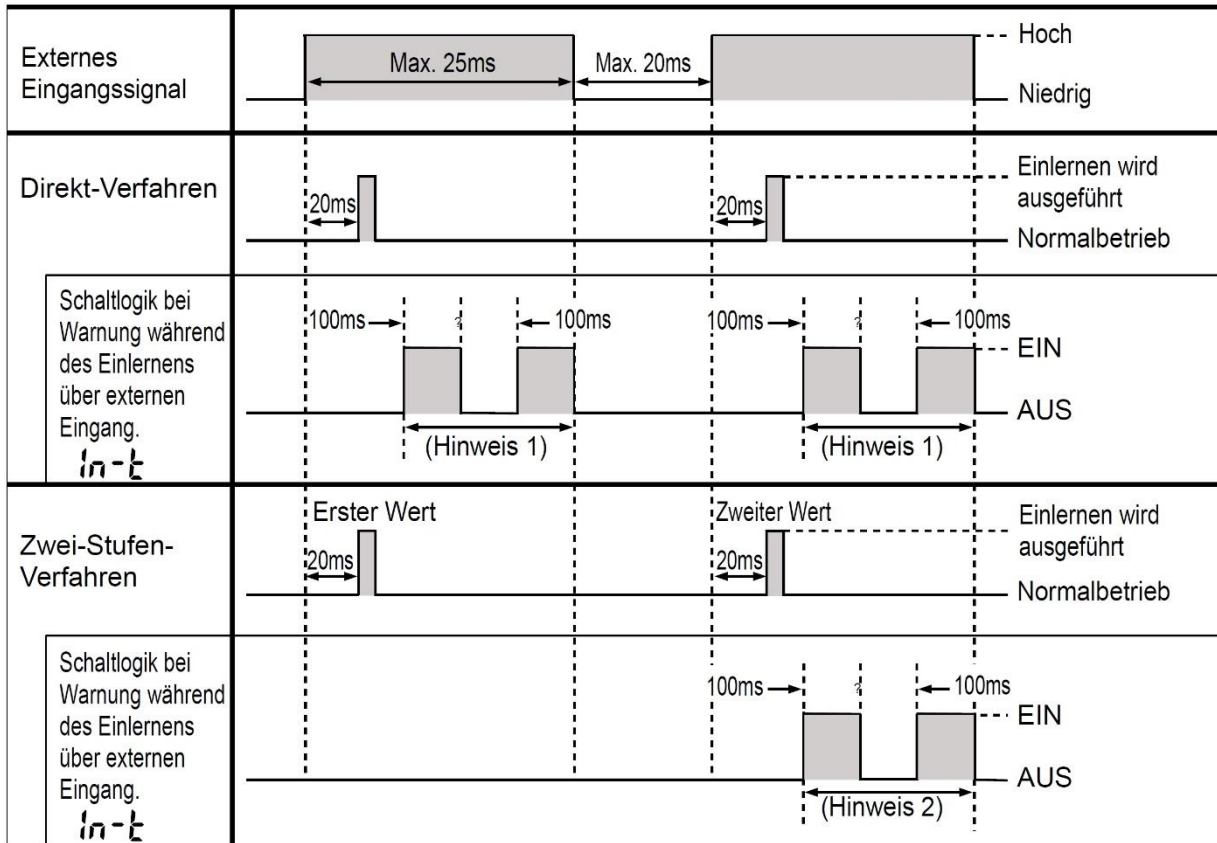 Externes
Eingangssignal
Max. 25ms
Max. 20ms
Hoch
Niedrig
Direkt-Verfahren
20ms
20ms
Einlernen wird
ausgeführt
Normalbetrieb
Schaltlogik bei
Warnung während
des Einlernens
über externen
Eingang.
In-t
100ms
?
100ms
100ms
?
100ms
EIN
AUS
(Hinweis 1)
(Hinweis 1)
Zwei-Stufen-
Verfahren
Erster Wert
20ms
Zweiter Wert
20ms
Einlernen wird
ausgeführt
Normalbetrieb
Schaltlogik bei
Warnung während
des Einlernens
über externen
Eingang.
In-t
100ms
?
100ms
EIN
AUS
(Hinweis 2)